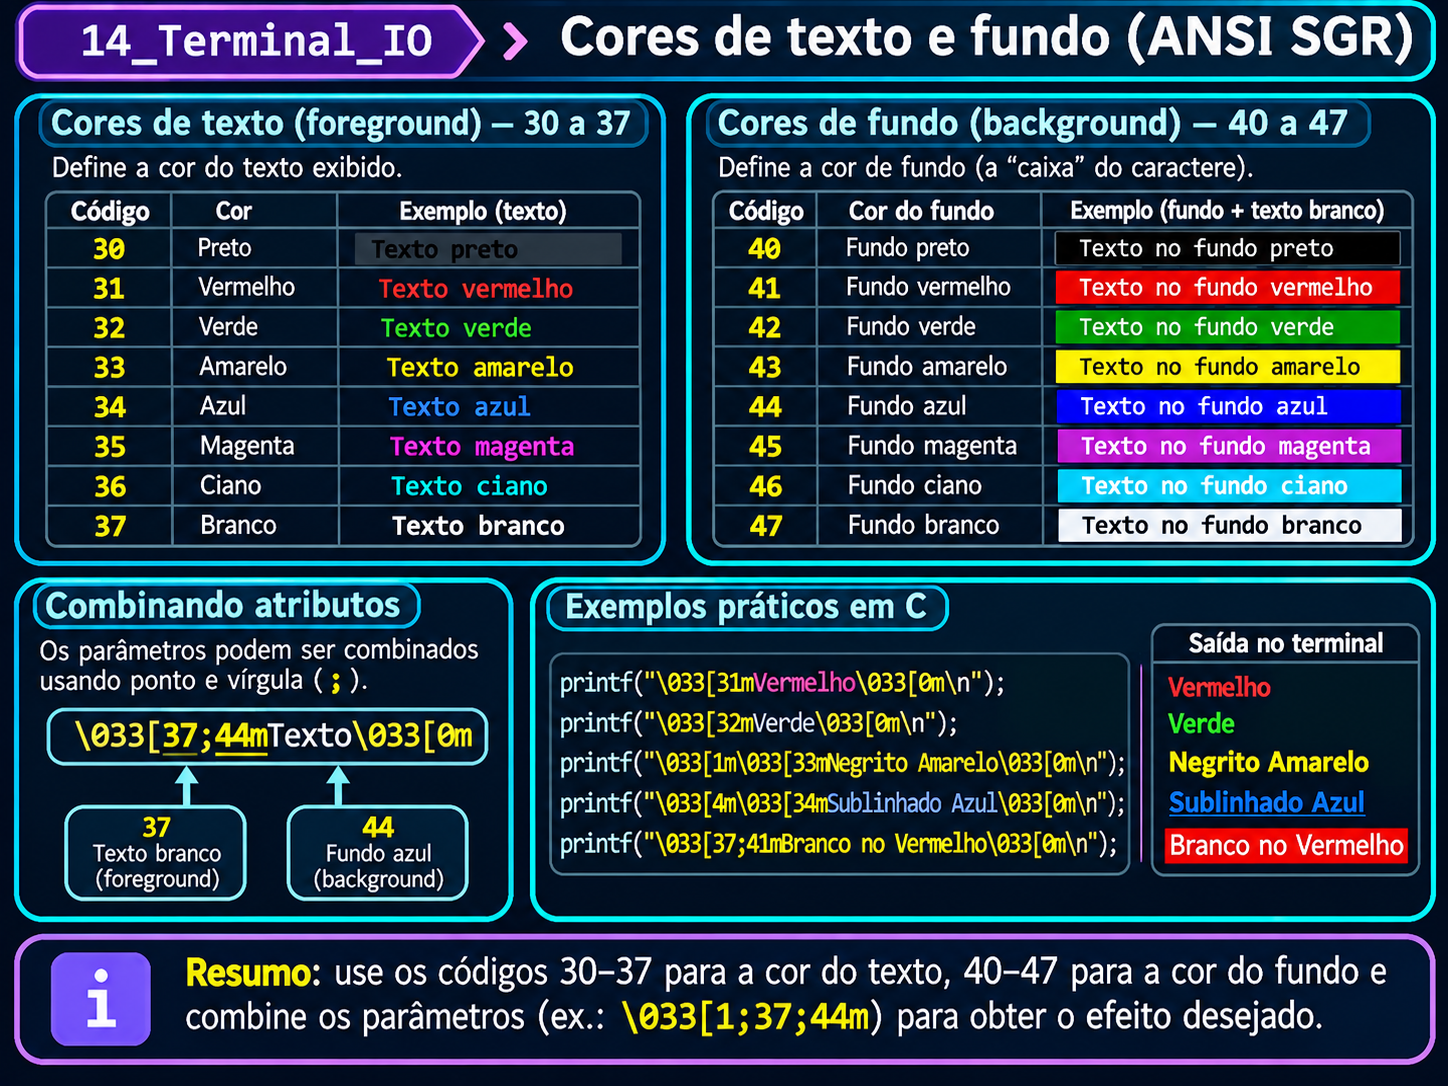 14_Terminal_IO
Cores de texto e fundo (ANSI SGR)
Cores de texto (foreground) – 30 a 37
Define a cor do texto exibido.
Código Cor Exemplo (texto)
30 Preto Texto preto
31 Vermelho Texto vermelho
32 Verde Texto verde
33 Amarelo Texto amarelo
34 Azul Texto azul
35 Magenta Texto magenta
36 Ciano Texto ciano
37 Branco Texto branco
Cores de fundo (background) – 40 a 47
Define a cor de fundo (a “caixa” do caractere).
Código Cor do fundo Exemplo (fundo + texto branco)
40 Fundo preto Texto no fundo preto
41 Fundo vermelho Texto no fundo vermelho
42 Fundo verde Texto no fundo verde
43 Fundo amarelo Texto no fundo amarelo
44 Fundo azul Texto no fundo azul
45 Fundo magenta Texto no fundo magenta
46 Fundo ciano Texto no fundo ciano
47 Fundo branco Texto no fundo branco
Combinando atributos
Os parâmetros podem ser combinados
usando ponto e vírgula ( ; ).
\033[37;44mTexto\033[0m
37
Texto branco
(foreground)
44
Fundo azul
(background)
Exemplos práticos em C
printf("\033[31mVermelho\033[0m\n");
printf("\033[32mVerde\033[0m\n");
printf("\033[1m\033[33mNegrito Amarelo\033[0m\n");
printf("\033[4m\033[34mSublinhado Azul\033[0m\n");
printf("\033[37;41mBranco no Vermelho\033[0m\n");
Saída no terminal
Vermelho
Verde
Negrito Amarelo
Sublinhado Azul
Branco no Vermelho
i
Resumo: use os códigos 30–37 para a cor do texto, 40–47 para a cor do fundo e
combine os parâmetros (ex.: \033[1;37;44m) para obter o efeito desejado.